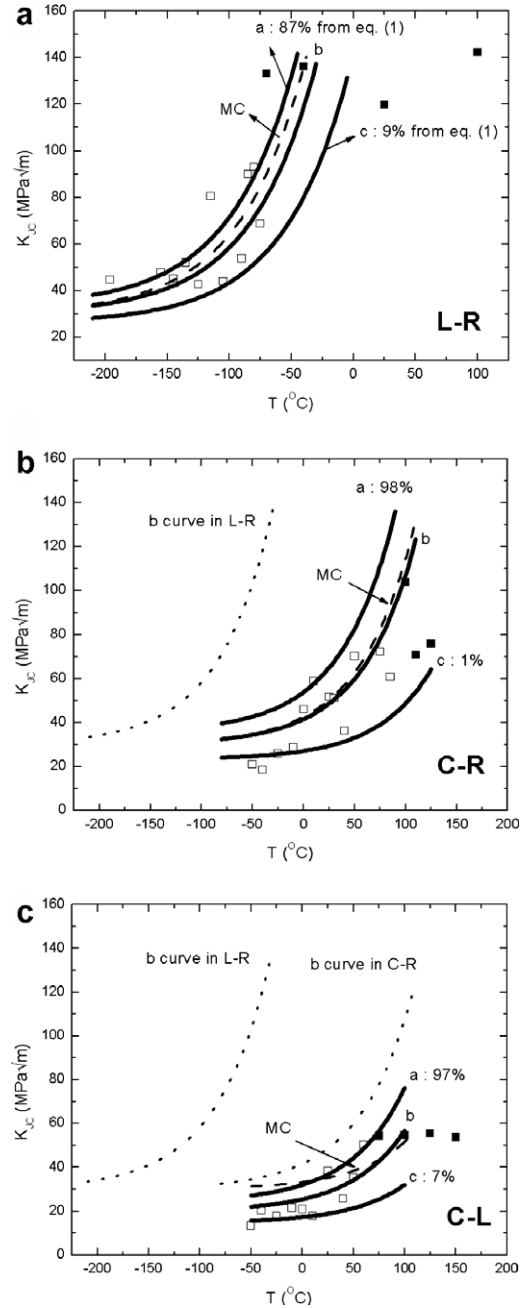 a
160
140
120
100
80
60
40
20
0
K_JC (MPa√m)
a : 87% from eq. (1)
b
MC
c : 9% from eq. (1)
L-R
-200
-150
-100
-50
0
50
100
T (°C)
b
160
140
120
100
80
60
40
20
0
K_JC (MPa√m)
a : 98%
b curve in L-R
b
MC
c : 1%
C-R
-200
-150
-100
-50
0
50
100
150
200
T (°C)
c
160
140
120
100
80
60
40
20
0
K_JC (MPa√m)
b curve in L-R
b curve in C-R
a : 97%
b
MC
c : 7%
C-L
-200
-150
-100
-50
0
50
100
150
200
T (°C)